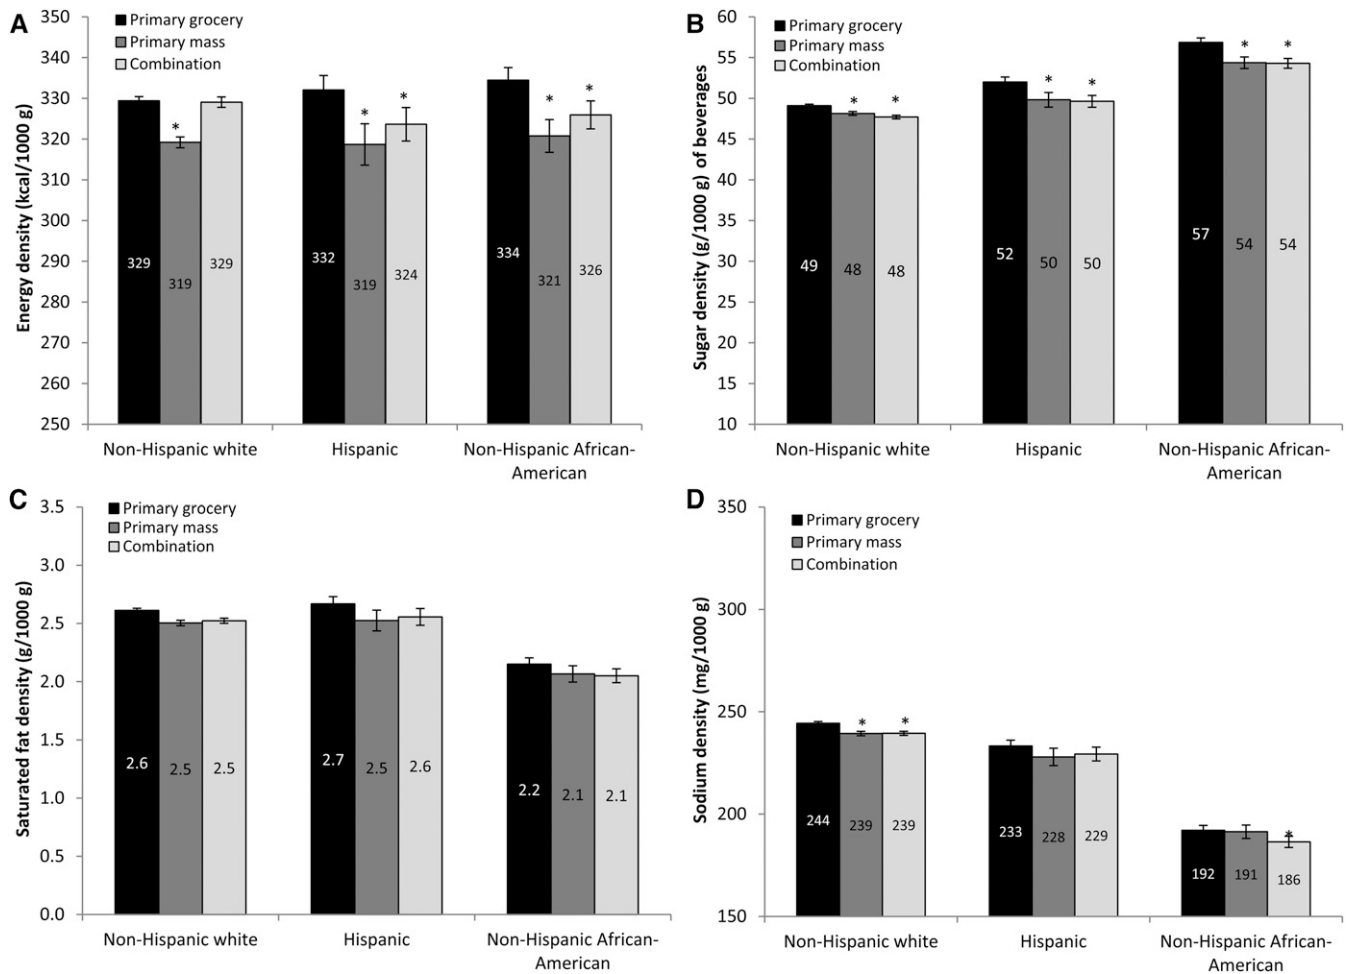 A
Energy density (kcal/1000 g)
350
340
330
320
310
300
290
280
270
260
250
Primary grocery
Primary mass
Combination
*
* *
* *
329 319 329
332 319 324
334 321 326
Non-Hispanic white
Hispanic
Non-Hispanic African-
American
B
Sugar density (g/1000 g) of beverages
60
55
50
45
40
35
30
25
20
15
10
Primary grocery
Primary mass
Combination
* *
* *
* *
49 48 48
52 50 50
57 54 54
Non-Hispanic white
Hispanic
Non-Hispanic African-
American
C
Saturated fat density (g/1000 g)
3.5
3.0
2.5
2.0
1.5
1.0
0.5
0.0
Primary grocery
Primary mass
Combination
2.6 2.5 2.5
2.7 2.5 2.6
2.2 2.1 2.1
Non-Hispanic white
Hispanic
Non-Hispanic African-
American
D
Sodium density (mg/1000 g)
350
300
250
200
150
Primary grocery
Primary mass
Combination
* *
*
244 239 239
233 228 229
192 191 186
Non-Hispanic white
Hispanic
Non-Hispanic African-
American